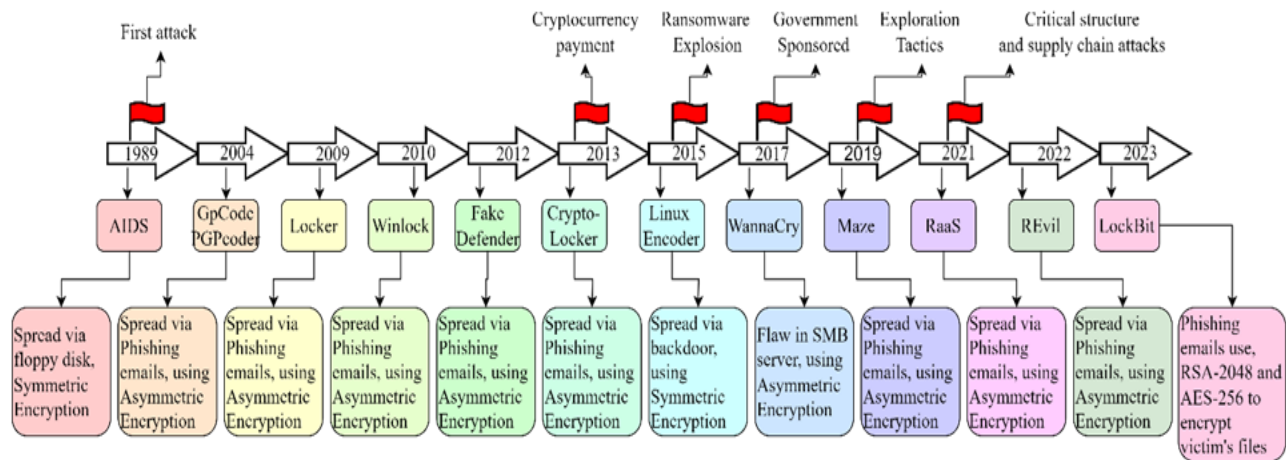 First attack
Cryptocurrency
payment
Ransomware
Explosion
Government
Sponsored
Exploration
Tactics
Critical structure
and supply chain attacks
1989
2004
2009
2010
2012
2013
2015
2017
2019
2021
2022
2023
AIDS
GpCode
PGPcoder
Locker
Winlock
Fake
Defender
Crypto-
Locker
Linux
Encoder
WannaCry
Maze
RaaS
REvil
LockBit
Spread via
floppy disk,
Symmetric
Encryption
Spread via
Phishing
emails, using
Asymmetric
Encryption
Spread via
Phishing
emails, using
Asymmetric
Encryption
Spread via
Phishing
emails, using
Asymmetric
Encryption
Spread via
Phishing
emails, using
Asymmetric
Encryption
Spread via
Phishing
emails, using
Asymmetric
Encryption
Spread via
backdoor,
using
Symmetric
Encryption
Flaw in SMB
server, using
Asymmetric
Encryption
Spread via
Phishing
emails, using
Asymmetric
Encryption
Spread via
Phishing
emails, using
Asymmetric
Encryption
Spread via
Phishing
emails, using
Asymmetric
Encryption
Phishing
emails use,
RSA-2048 and
AES-256 to
encrypt
victim's files